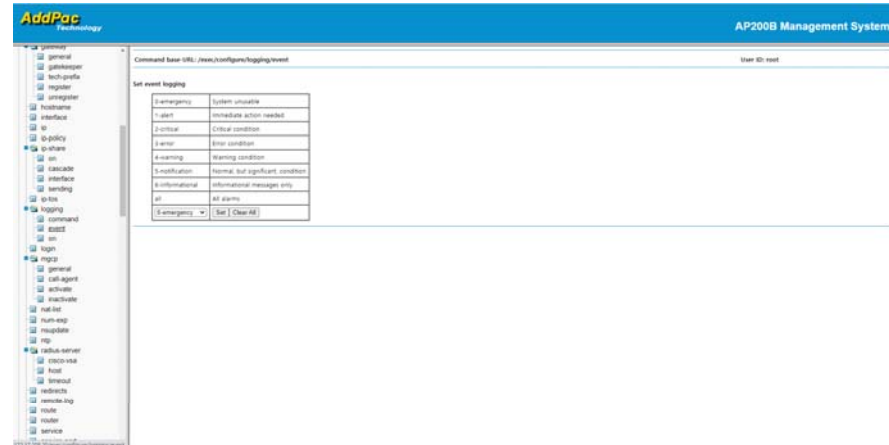 AddPac
Technology
AP200B Management System
gateway
general
gatekeeper
tech-prefix
register
unregister
hostname
interface
ip
ip-policy
ip-share
on
cascade
interface
sending
ip-tos
logging
command
event
on
login
mgcp
general
call-agent
activate
inactivate
nat-list
num-exp
nsupdate
ntp
radius-server
cisco-vsa
host
timeout
redirects
remote-log
route
router
service
Command base-URL: /exec/configure/logging/event
User ID: root
Set event logging
0-emergency System unusable
1-alert Immediate action needed
2-critical Critical condition
3-error Error condition
4-warning Warning condition
5-notification Normal, but significant, condition
6-informational Informational messages only
all All alarms
0-emergency Set Clear All